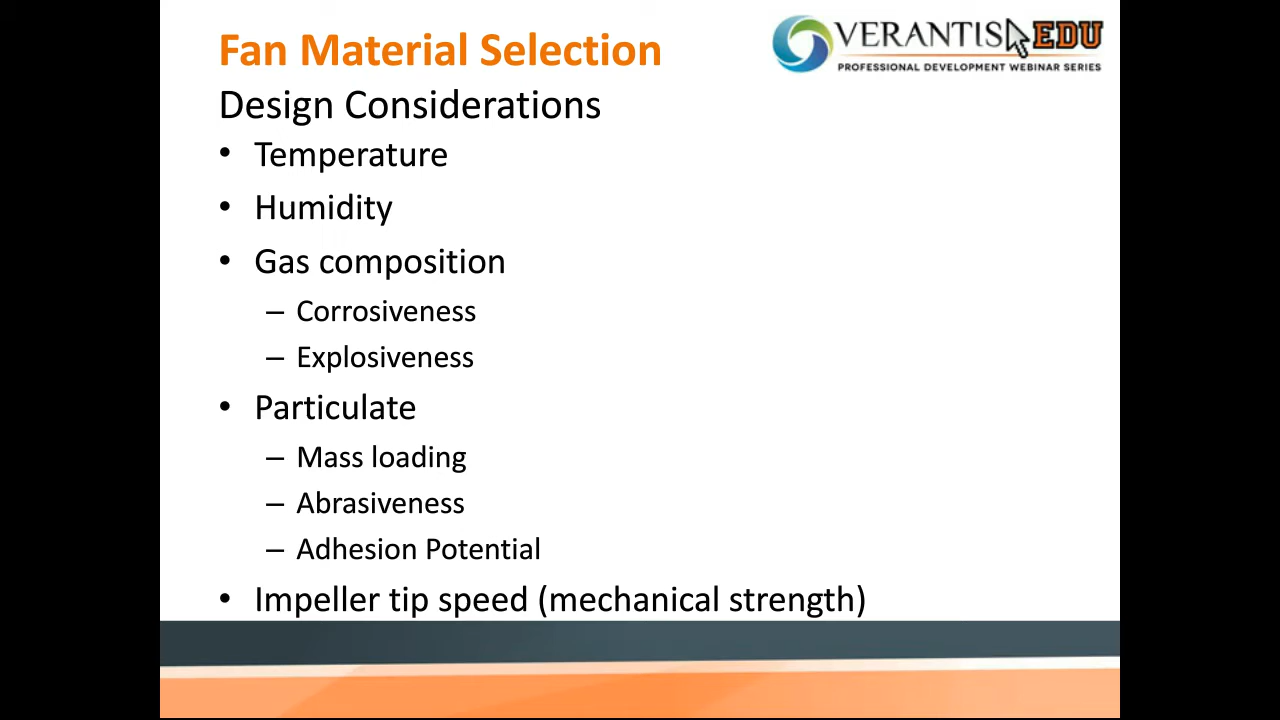 Fan Material Selection
VERANTIS EDU
PROFESSIONAL DEVELOPMENT WEBINAR SERIES
Design Considerations
• Temperature
• Humidity
• Gas composition
– Corrosiveness
– Explosiveness
• Particulate
– Mass loading
– Abrasiveness
– Adhesion Potential
• Impeller tip speed (mechanical strength)